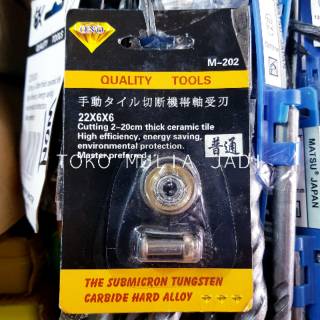 M-202
QUALITY TOOLS
手動タイル切断機帯軸受刃
22X6X6
Cutting 2-20cm thick ceramic tile
High efficiency, energy saving,
environmental protection.
Master preferred
普通
TOKO MELIA JADI
THE SUBMICRON TUNGSTEN
CARBIDE HARD ALLOY
MATSU JAPAN